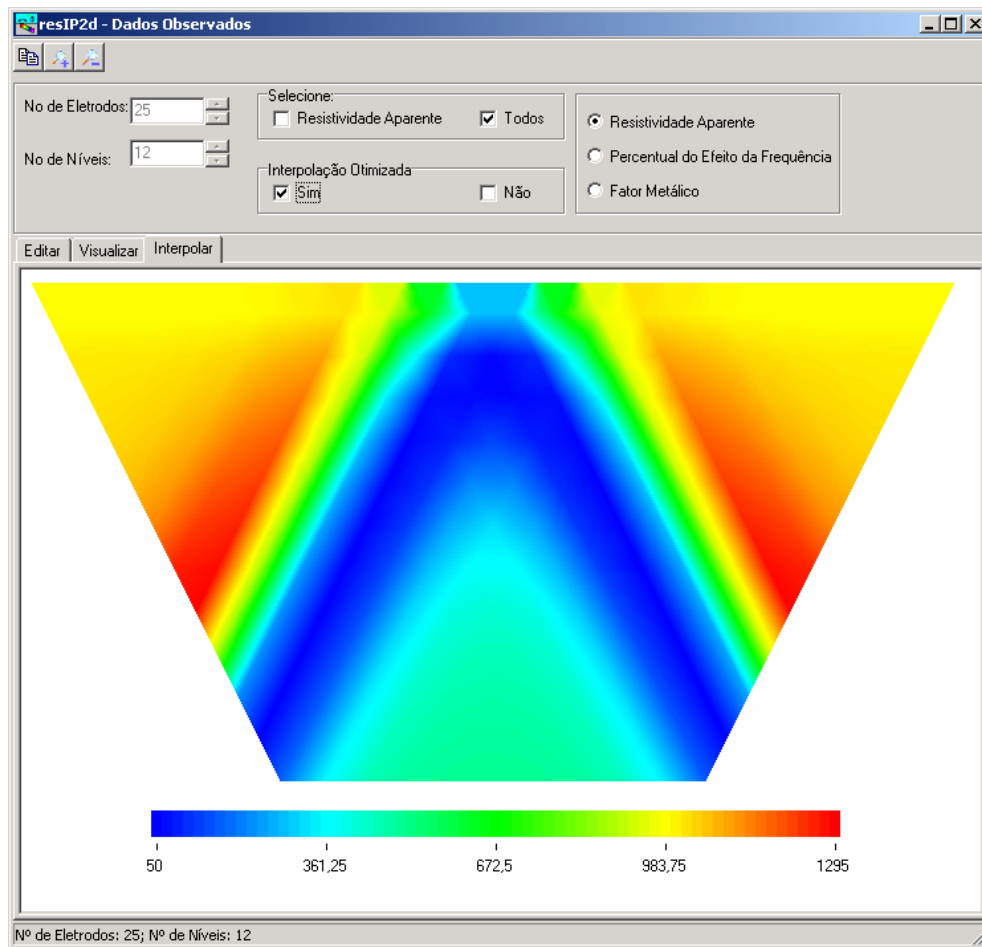 resIP2d - Dados Observados
No de Eletrodos: 25
No de Níveis: 12
Selecione:
Resistividade Aparente Todos
Interpolação Otimizada
Sim Não
Resistividade Aparente
Percentual do Efeito da Frequência
Fator Metálico
Editar Visualizar Interpolar
50 361,25 672,5 983,75 1295
Nº de Eletrodos: 25; Nº de Níveis: 12